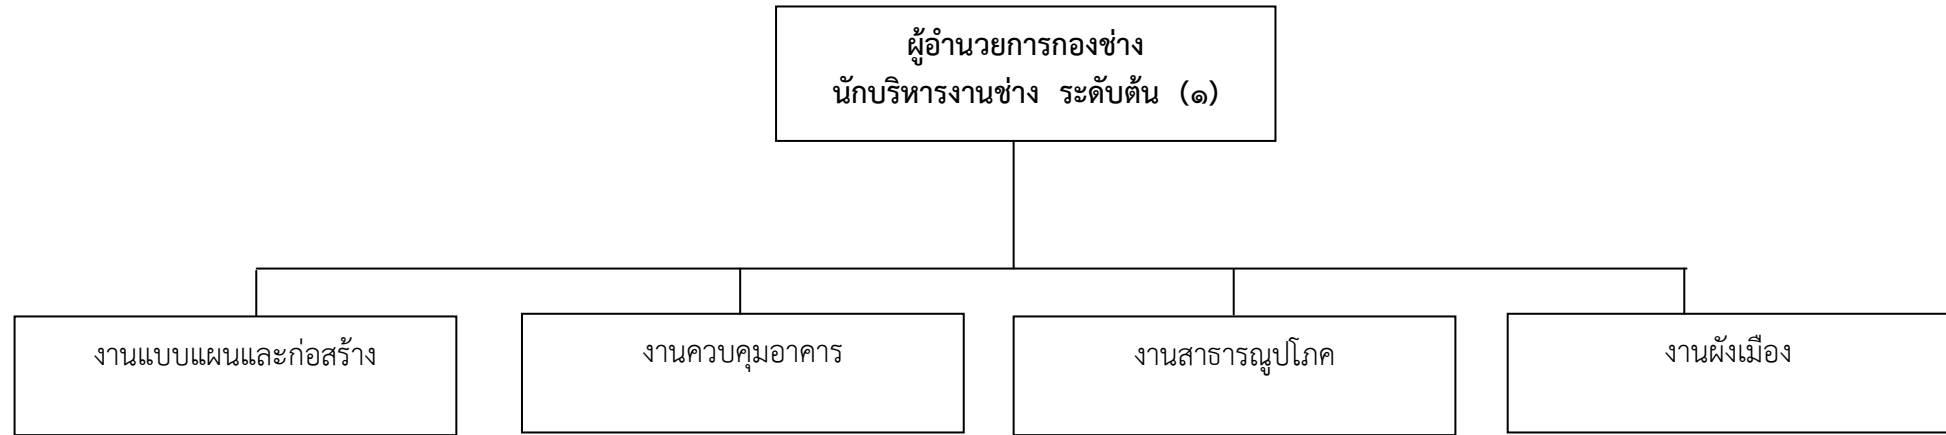 ผู้อำนวยการกองช่าง
นักบริหารงานช่าง ระดับต้น (๑)
งานแบบแผนและก่อสร้าง
งานควบคุมอาคาร
งานสาธารณูปโภค
งานผังเมือง